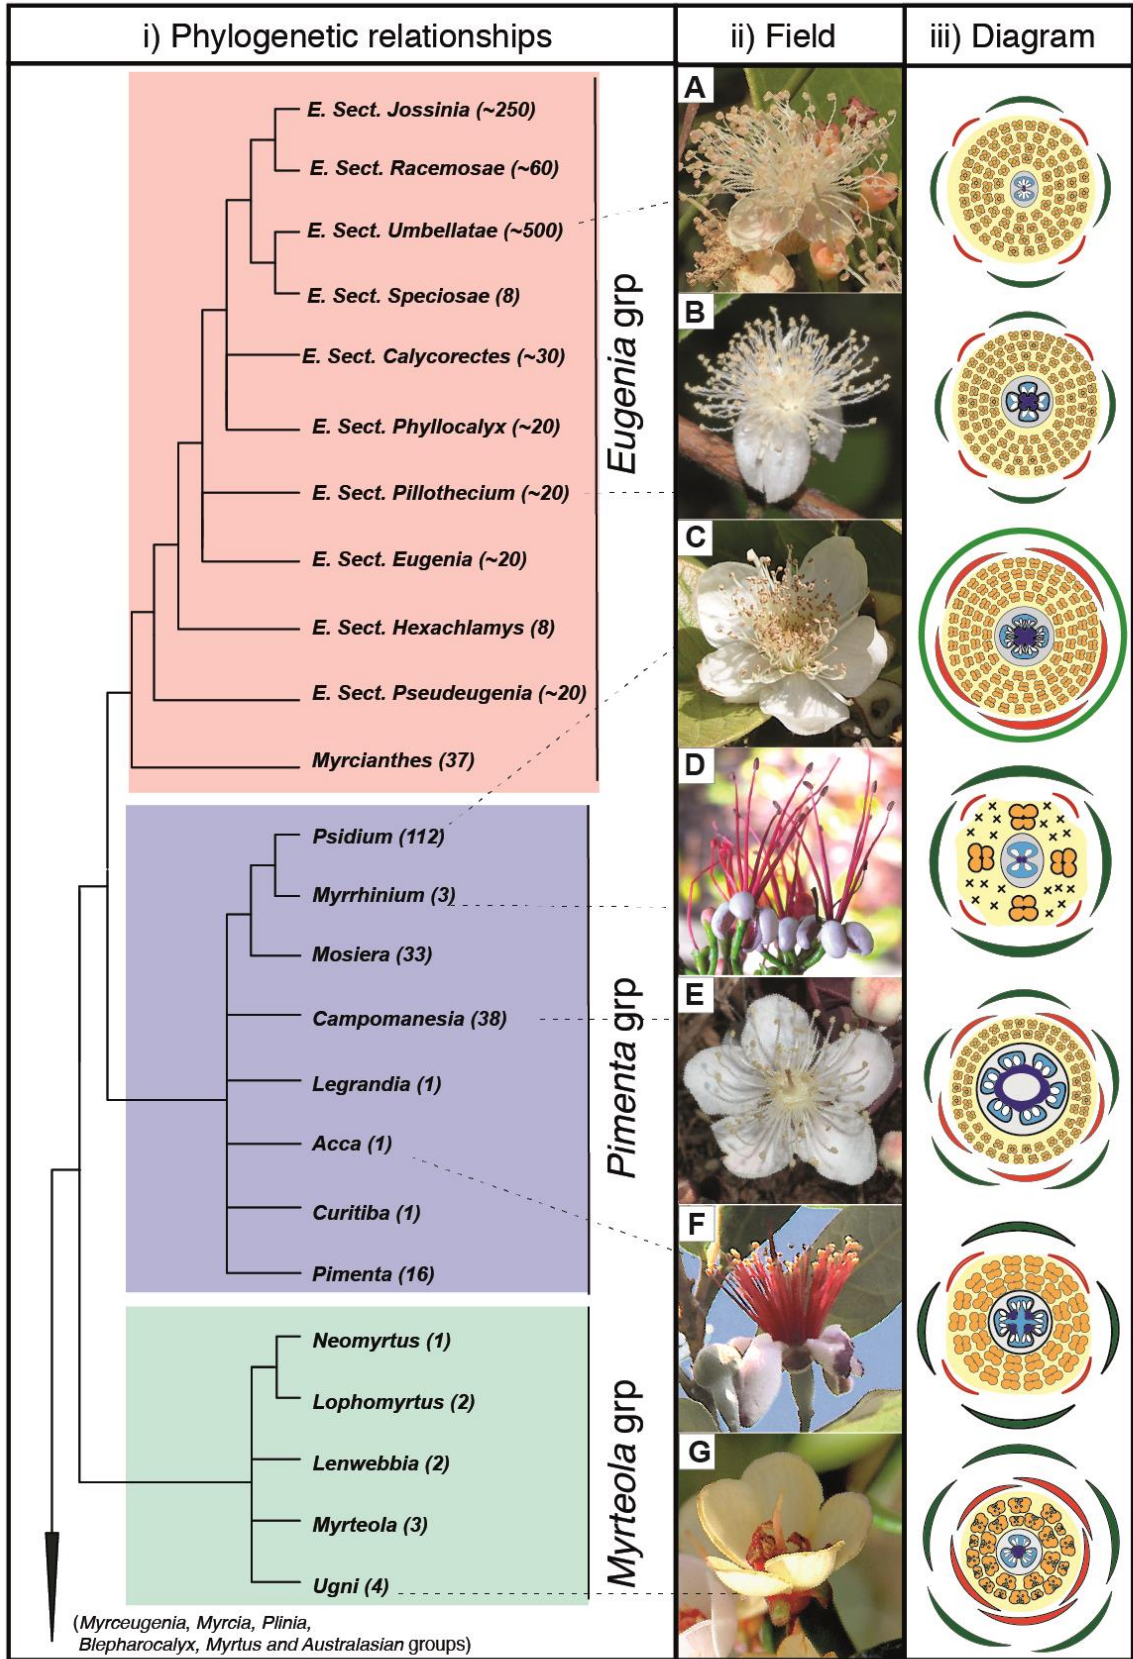 i) Phylogenetic relationships
ii) Field
iii) Diagram
E. Sect. Jossinia (~250)
E. Sect. Racemosae (~60)
E. Sect. Umbellatae (~500)
E. Sect. Speciosae (8)
E. Sect. Calycorectes (~30)
E. Sect. Phyllocalyx (~20)
E. Sect. Pillothecium (~20)
E. Sect. Eugenia (~20)
E. Sect. Hexachlamys (8)
E. Sect. Pseudeugenia (~20)
Myrcianthes (37)
Eugenia grp
Psidium (112)
Myrrhinium (3)
Mosiera (33)
Campomanesia (38)
Legrandia (1)
Acca (1)
Curitiba (1)
Pimenta (16)
Pimenta grp
Neomyrtus (1)
Lophomyrtus (2)
Lenwebbia (2)
Myrteola (3)
Ugni (4)
Myrteola grp
(Myrceugenia, Myrcia, Plinia,
Blepharocalyx, Myrtus and Australasian groups)
A
B
C
D
E
F
G